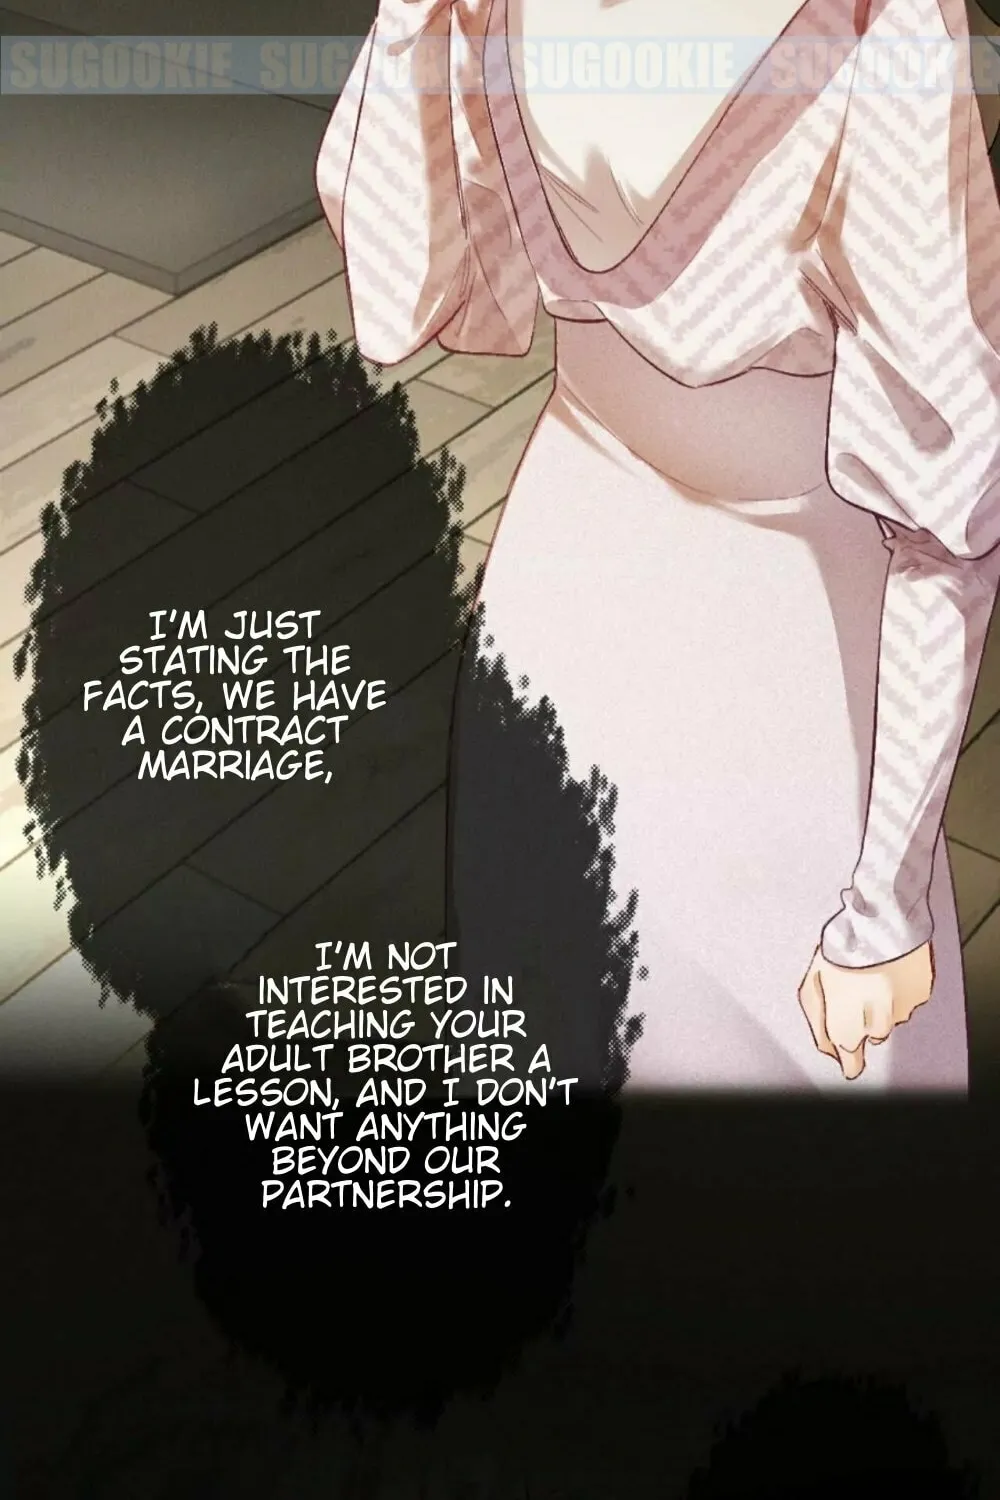 SUGOOKIE SUGOOKIE SUGOOKIE SUGOOKIE
I'M JUST
STATING THE
FACTS, WE HAVE
A CONTRACT
MARRIAGE,
I'M NOT
INTERESTED IN
TEACHING YOUR
ADULT BROTHER A
LESSON, AND I DON'T
WANT ANYTHING
BEYOND OUR
PARTNERSHIP.